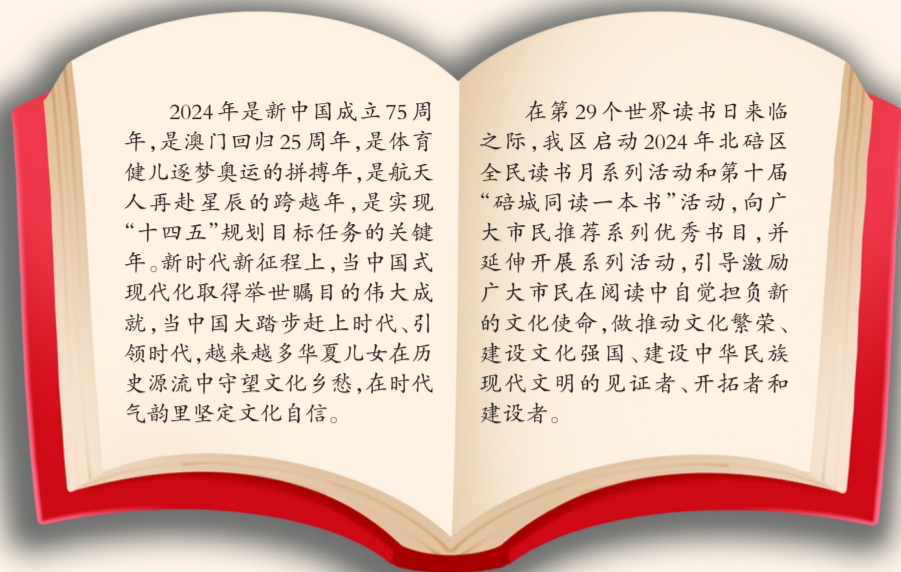 2024年是新中国成立75周
年,是澳门回归25周年,是体育
健儿逐梦奥运的拼搏年,是航天
人再赴星辰的跨越年,是实现
“十四五”规划目标任务的关键
年。新时代新征程上,当中国式
现代化取得举世瞩目的伟大成
就,当中国大踏步赶上时代、引
领时代,越来越多华夏儿女在历
史源流中守望文化乡愁,在时代
气韵里坚定文化自信。
在第29个世界读书日来临
之际,我区启动2024年北碚区
全民读书月系列活动和第十届
“碚城同读一本书”活动,向广
大市民推荐系列优秀书目,并
延伸开展系列活动,引导激励
广大市民在阅读中自觉担负新
的文化使命,做推动文化繁荣、
建设文化强国、建设中华民族
现代文明的见证者、开拓者和
建设者。